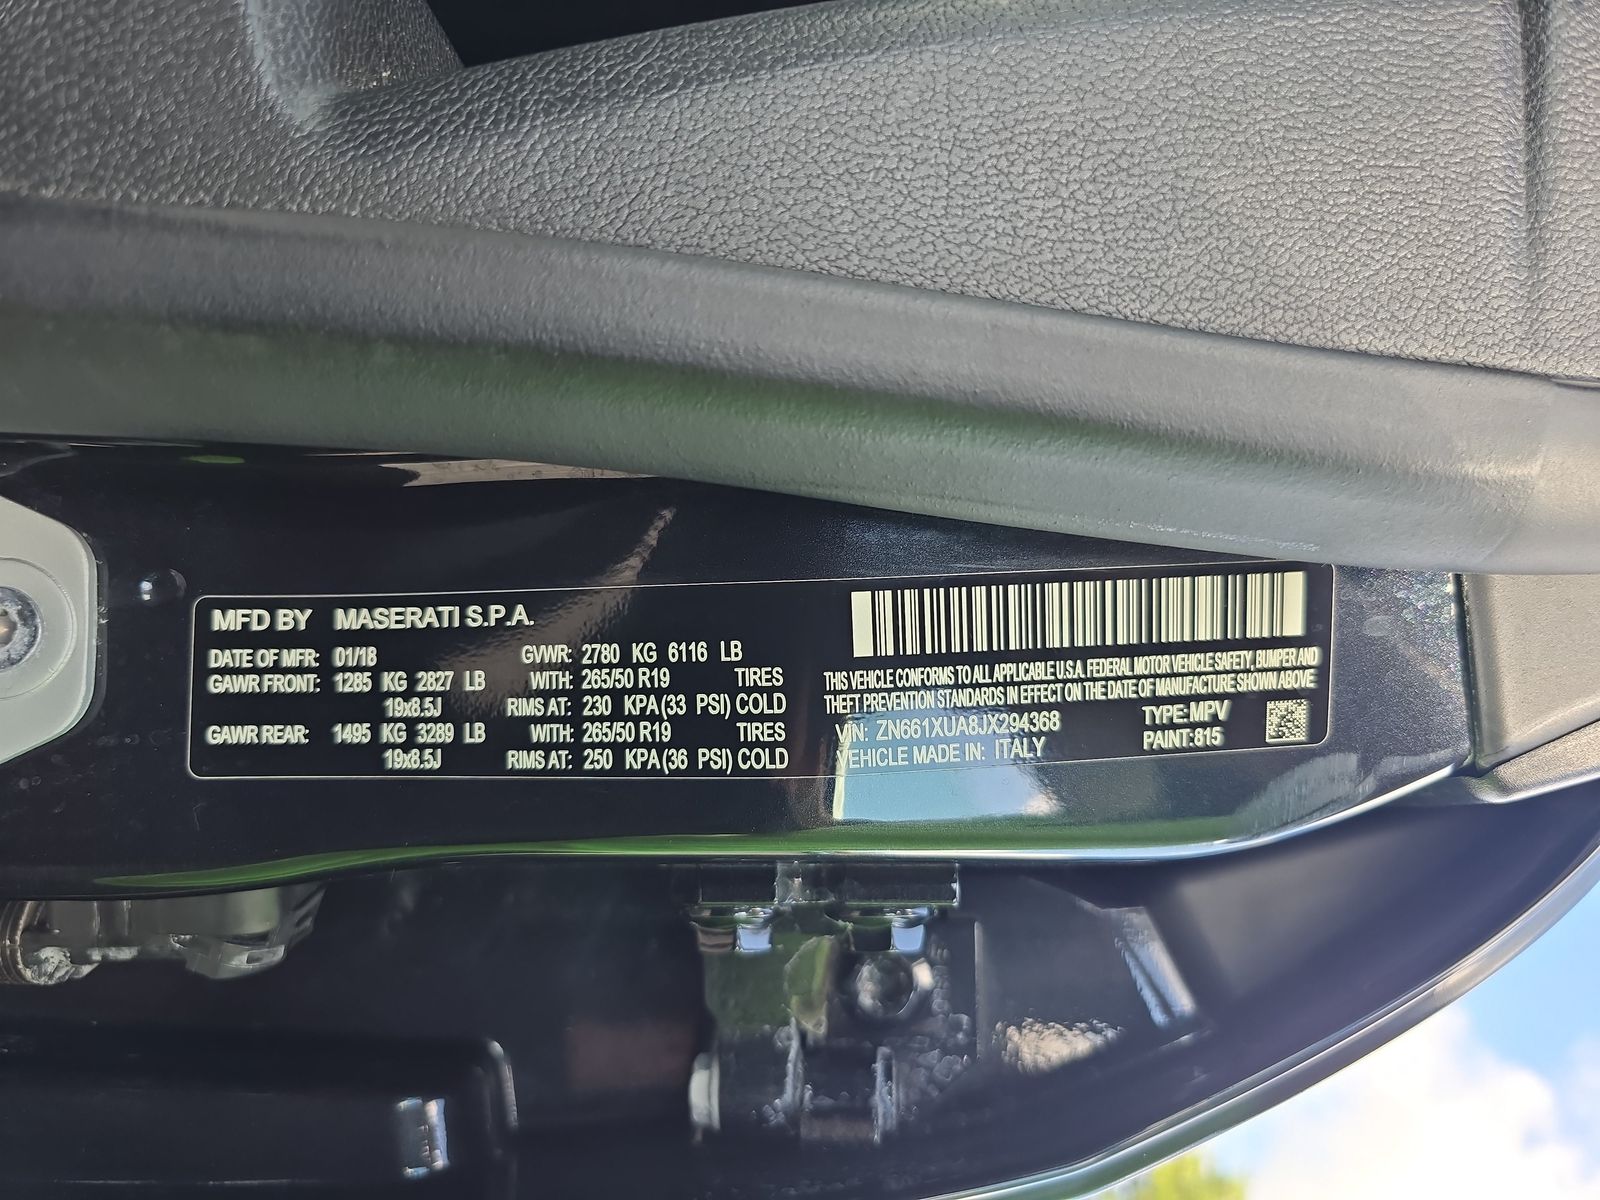 MFD BY MASERATI S.P.A.
DATE OF MFR: 01/18 GVWR: 2780 KG 6116 LB
GAWR FRONT: 1285 KG 2827 LB WITH: 265/50 R19 TIRES
19x8.5J RIMS AT: 230 KPA(33 PSI) COLD
GAWR REAR: 1495 KG 3289 LB WITH: 265/50 R19 TIRES
19x8.5J RIMS AT: 250 KPA(36 PSI) COLD
THIS VEHICLE CONFORMS TO ALL APPLICABLE U.S.A. FEDERAL MOTOR VEHICLE SAFETY, BUMPER AND
THEFT PREVENTION STANDARDS IN EFFECT ON THE DATE OF MANUFACTURE SHOWN ABOVE
VIN: ZN661XUA8JX294368 TYPE:MPV
VEHICLE MADE IN: ITALY PAINT:815